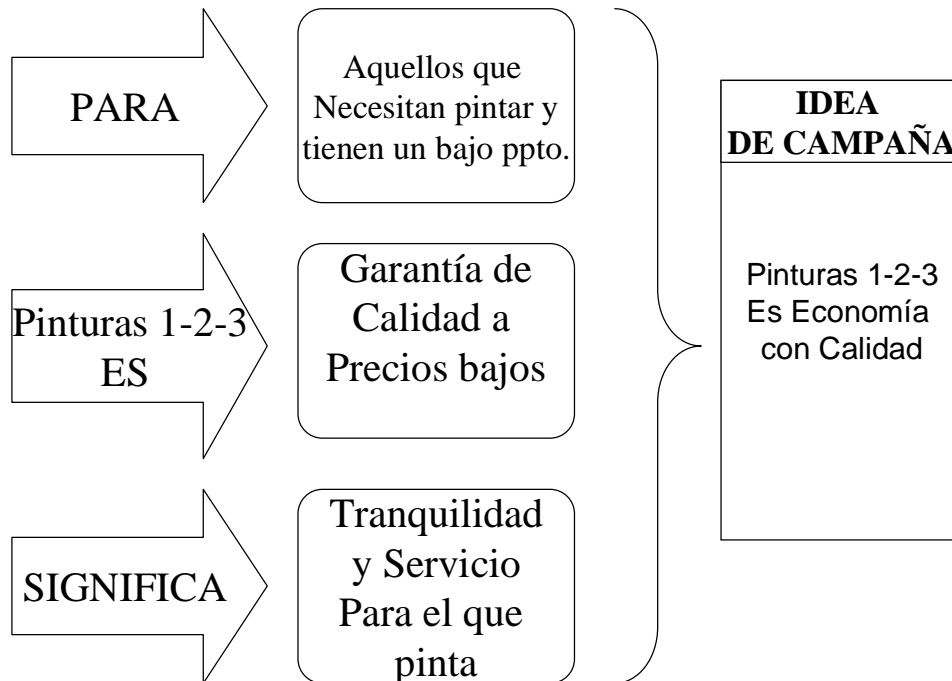 PARA
Aquellos que
Necesitan pintar y
tienen un bajo ppto.
Pinturas 1-2-3
ES
Garantía de
Calidad a
Precios bajos
SIGNIFICA
Tranquilidad
y Servicio
Para el que
pinta
IDEA
DE CAMPAÑA
Pinturas 1-2-3
Es Economía
con Calidad